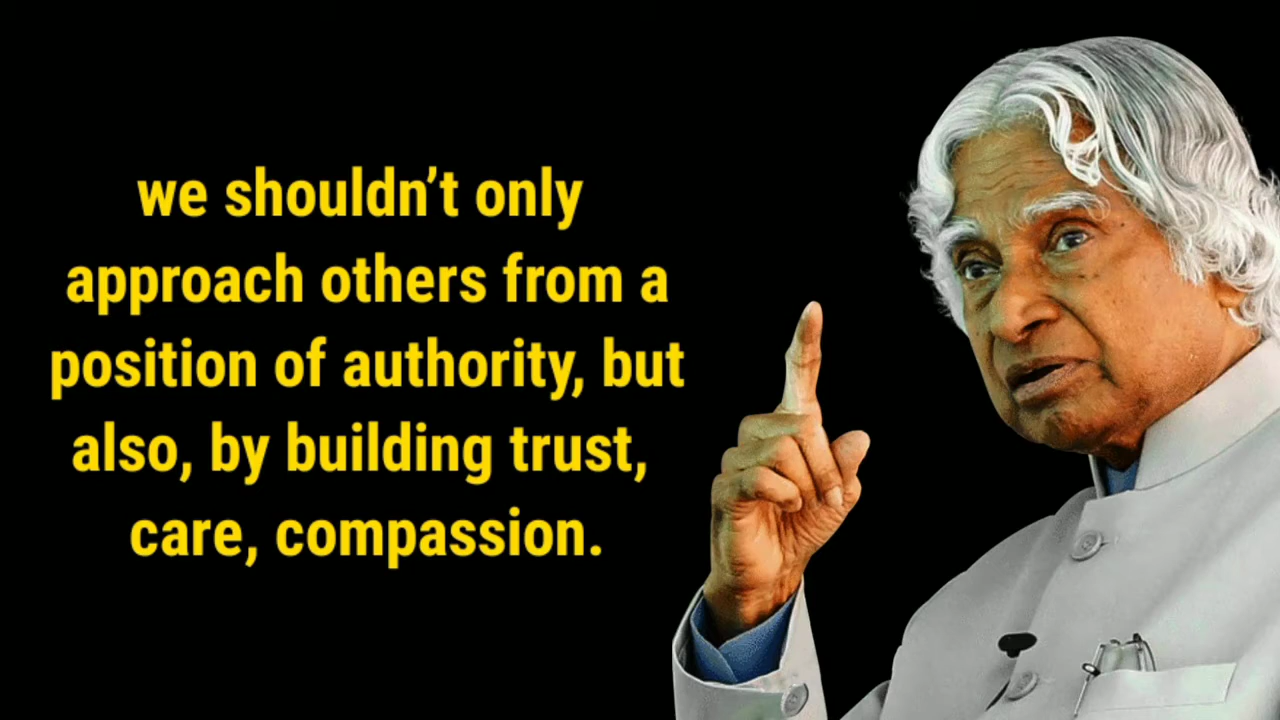 we shouldn’t only
approach others from a
position of authority, but
also, by building trust,
care, compassion.